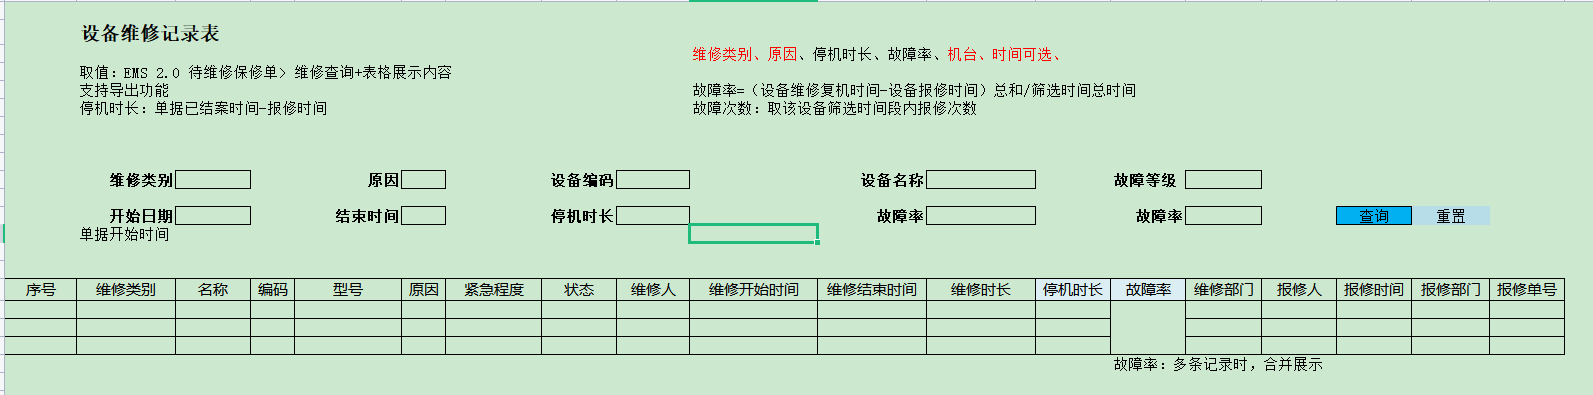 设备维修记录表
维修类别、原因、停机时长、故障率、机台、时间可选、
取值：EMS 2.0 待维修保修单> 维修查询+表格展示内容
支持导出功能
故障率=（设备维修复机时间-设备报修时间）总和/筛选时间总时间
停机时长：单据已结案时间-报修时间
故障次数：取该设备筛选时间段内报修次数
维修类别 原因 设备编码 设备名称 故障等级
开始日期 结束时间 停机时长 故障率 故障率 查询 重置
单据开始时间
序号 维修类别 名称 编码 型号 原因 紧急程度 状态 维修人 维修开始时间 维修结束时间 维修时长 停机时长 故障率 维修部门 报修人 报修时间 报修部门 报修单号
故障率：多条记录时，合并展示